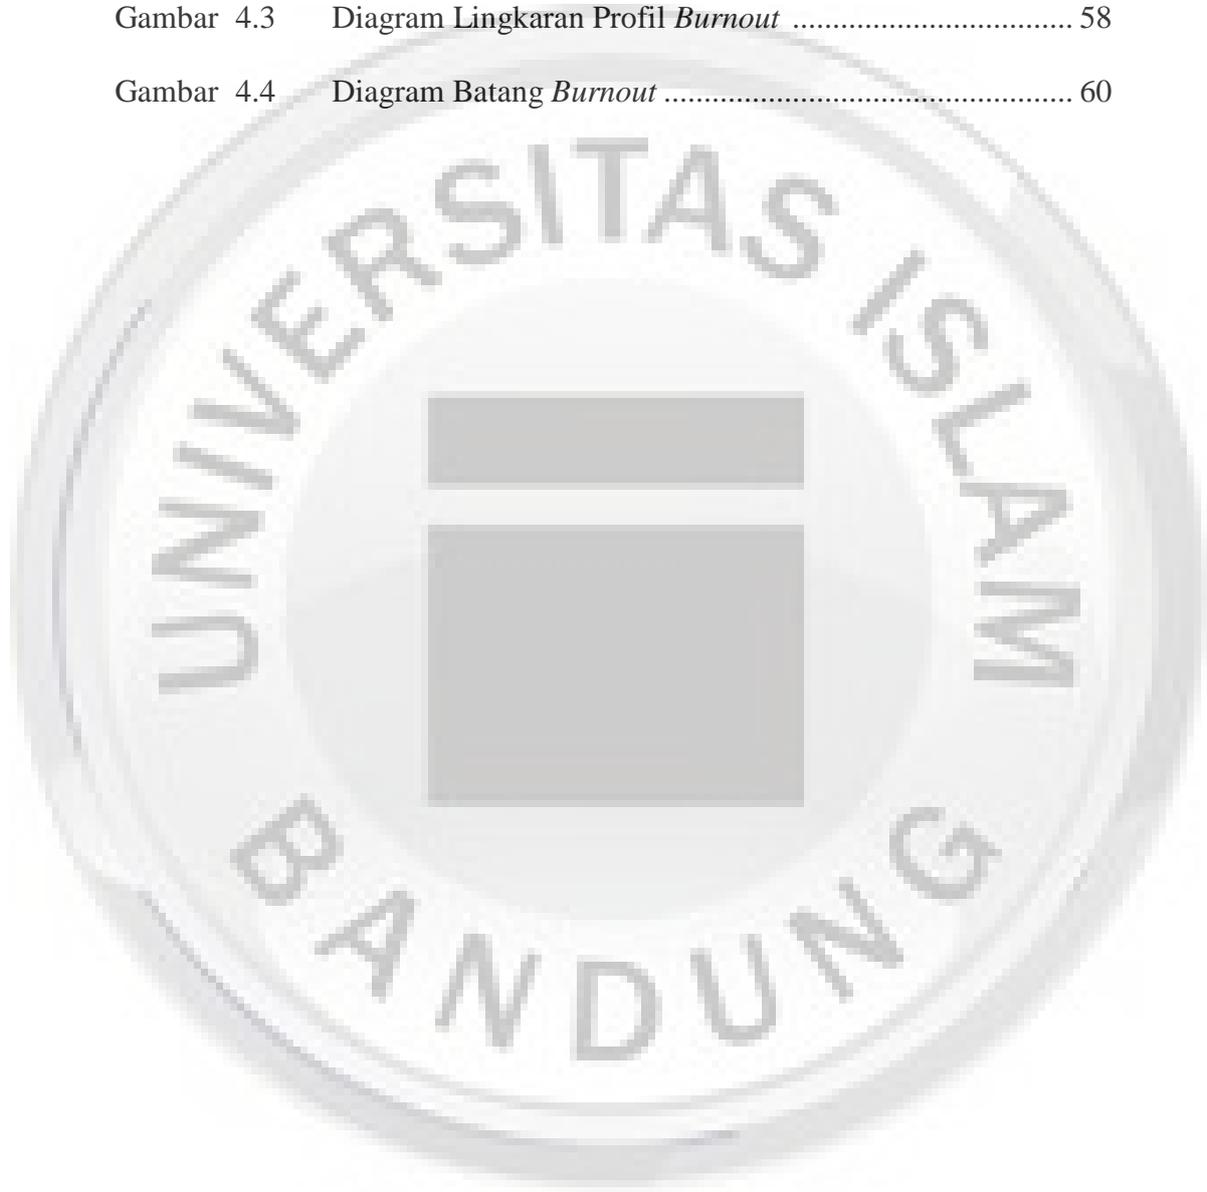 Gambar 4.3 Diagram Lingkaran Profil Burnout ................................... 58
Gambar 4.4 Diagram Batang Burnout ................................................... 60
UNIVERSITAS ISLAM
BANDUNG